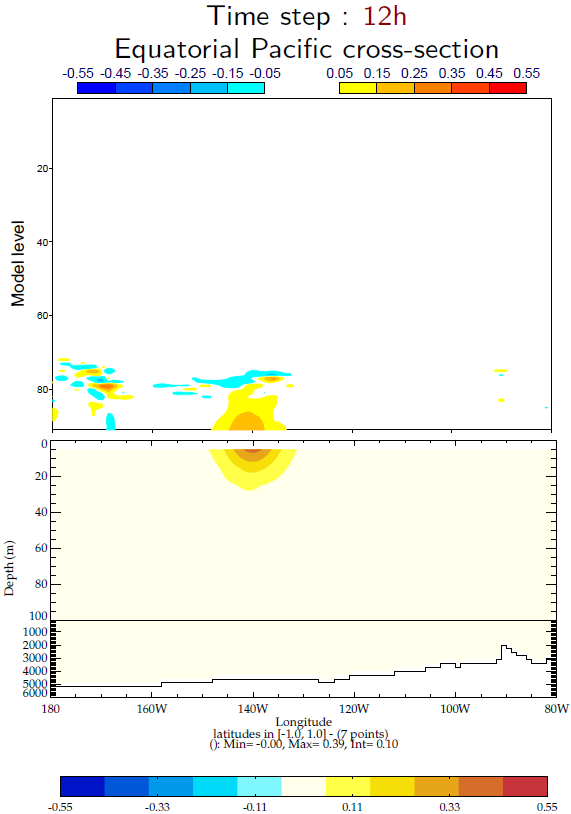 Time step : 12h
Equatorial Pacific cross-section
-0.55 -0.45 -0.35 -0.25 -0.15 -0.05 0.05 0.15 0.25 0.35 0.45 0.55
Model level
20
40
60
80
Depth (m)
0
20
40
60
80
100
1000
2000
3000
4000
5000
6000
180 160W 140W 120W 100W 80W
Longitude
latitudes in [-1.0, 1.0] - (7 points)
(): Min= -0.00, Max= 0.39, Int= 0.10
-0.55 -0.33 -0.11 0.11 0.33 0.55